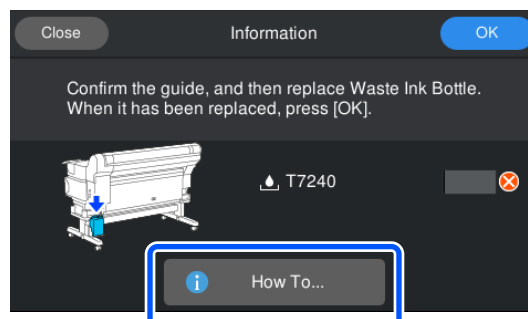 Close
Information
OK
Confirm the guide, and then replace Waste Ink Bottle.
When it has been replaced, press [OK].
T7240
i
How To...